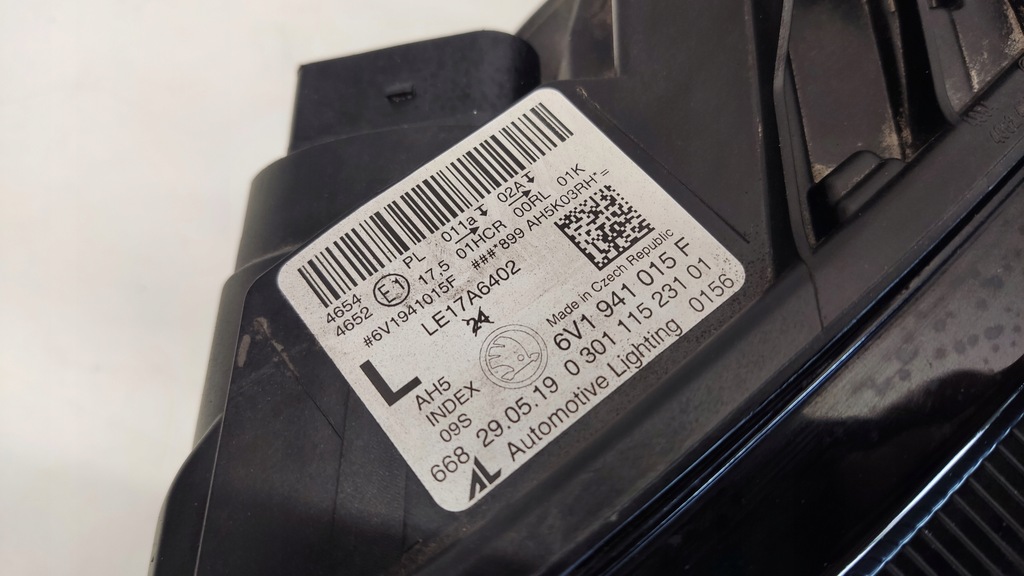 4654 PL 011a 02A
4652 E1 17,5 01HCR 00RL 01K
#6V1941015F ###*899 AH5K03RH*=
LE17A6402
24
L
Made in Czech Republic
AH5 6V1 941 015 F
INDEX
09S
0 301 115 231 01
668 29.05.19
AL Automotive Lighting 0156